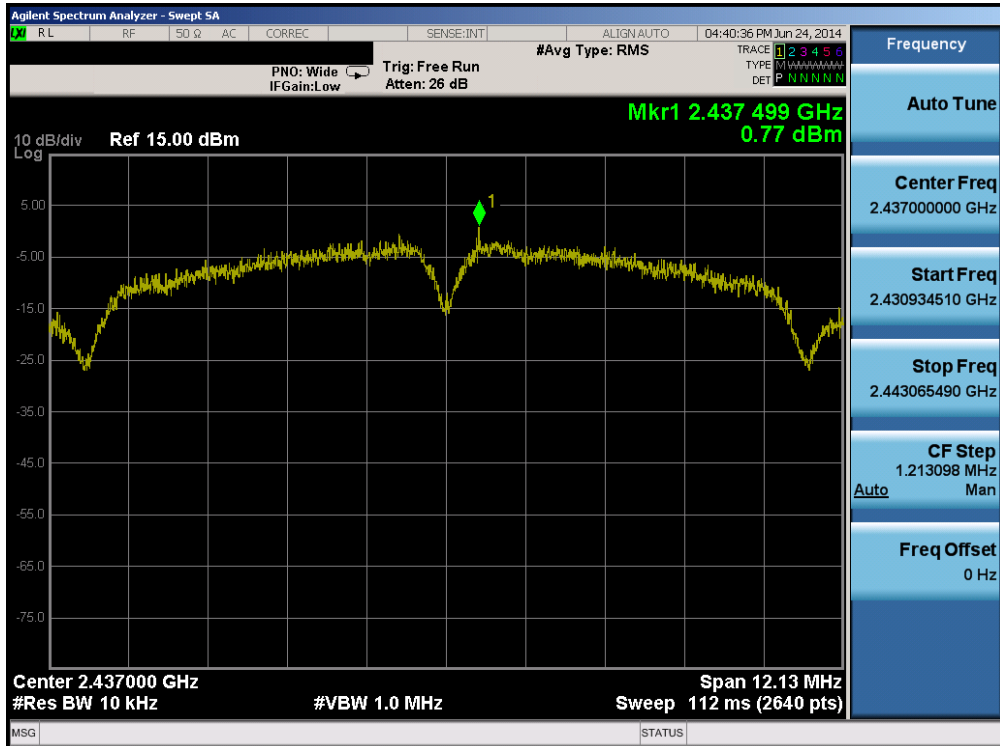 Agilent Spectrum Analyzer - Swept SA
LXI RL RF 50 Ω AC CORREC SENSE:INT ALIGN AUTO 04:40:36 PM Jun 24, 2014
#Avg Type: RMS TRACE 1 2 3 4 5 6
TYPE M
PNO: Wide Trig: Free Run
IFGain:Low Atten: 26 dB DET P N N N N N
Mkr1 2.437 499 GHz
0.77 dBm
10 dB/div Ref 15.00 dBm
Log
1
5.00
-5.00
-15.0
-25.0
-35.0
-45.0
-55.0
-65.0
-75.0
Center 2.437000 GHz Span 12.13 MHz
#Res BW 10 kHz #VBW 1.0 MHz Sweep 112 ms (2640 pts)
MSG STATUS
Frequency
Auto Tune
Center Freq
2.437000000 GHz
Start Freq
2.430934510 GHz
Stop Freq
2.443065490 GHz
CF Step
1.213098 MHz
Auto Man
Freq Offset
0 Hz